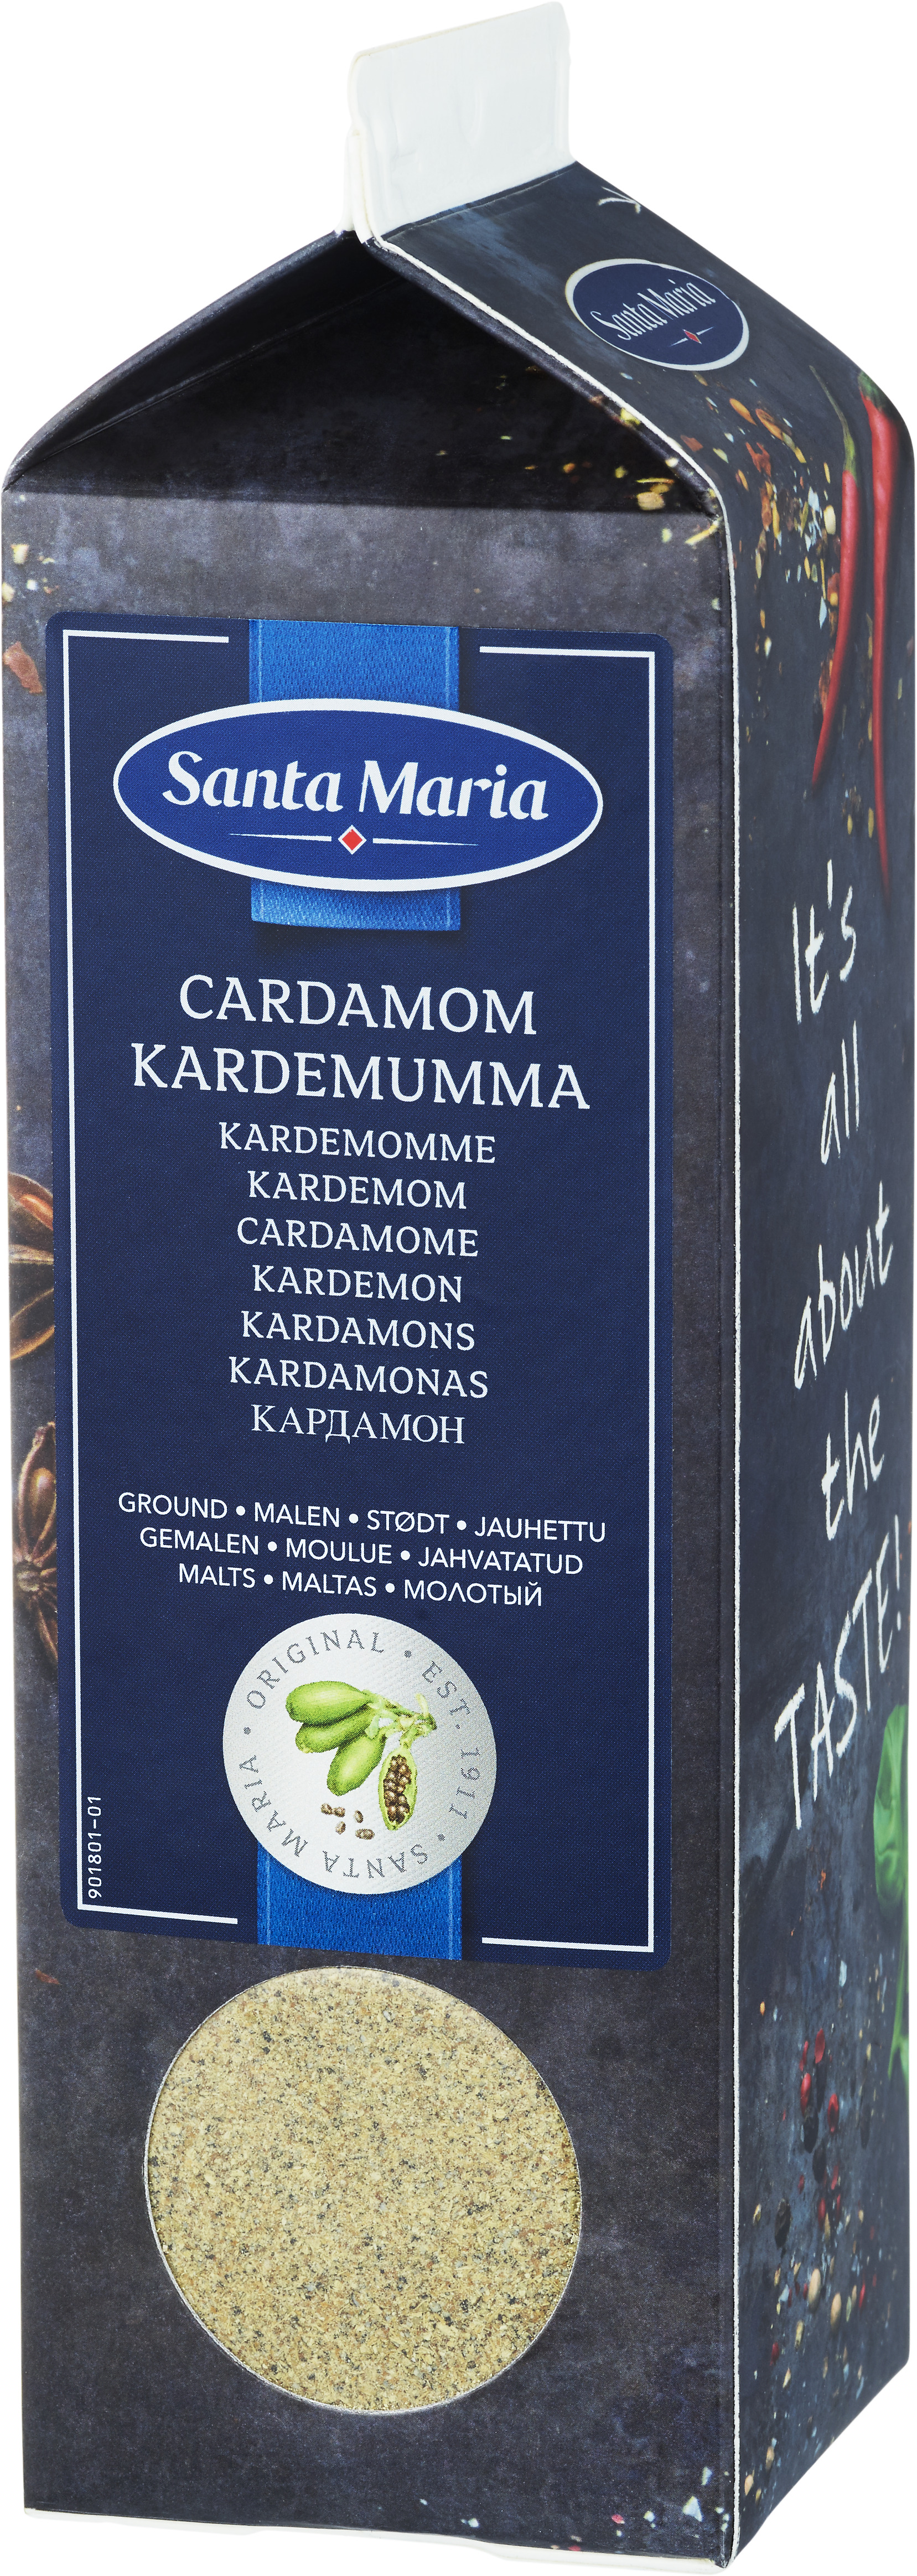 Santa Maria
Santa Maria
CARDAMOM
KARDEMUMMA
KARDEMOMME
KARDEMOM
CARDAMOME
KARDEMON
KARDAMONS
KARDAMONAS
КАРДАМОН
GROUND • MALEN • STØDT • JAUHETTU
GEMALEN • MOULUE • JAHVATATUD
MALTS • MALTAS • МОЛОТЫЙ
SANTA MARIA • ORIGINAL • EST. 1911 •
901801-01
It's
all
about
the
TASTE!